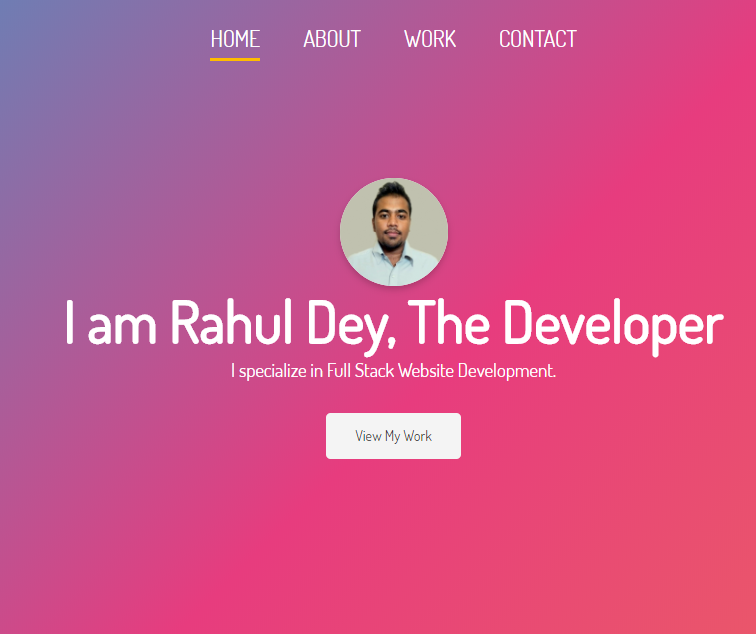 HOME ABOUT WORK CONTACT
I am Rahul Dey, The Developer
I specialize in Full Stack Website Development.
View My Work